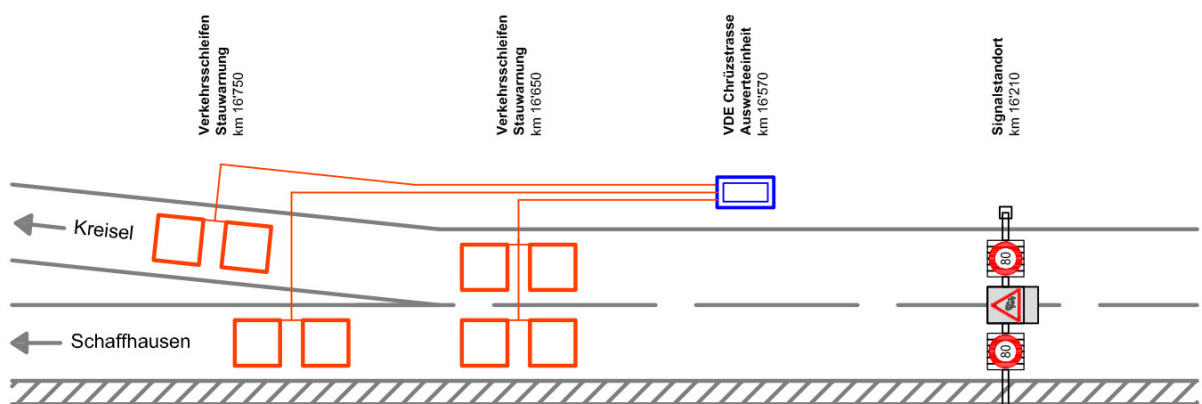 Verkehrsschleifen
Stauwarnung
km 16'750
Verkehrsschleifen
Stauwarnung
km 16'650
VDE Chrüzstrasse
Auswerteeinheit
km 16'570
Signalstandort
km 16'210
Kreisel
80
Schaffhausen
80